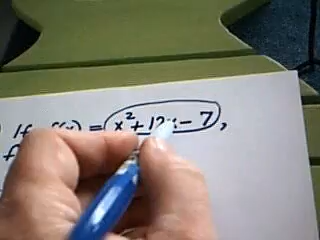 If f(x) = x² + 12x - 7,
f